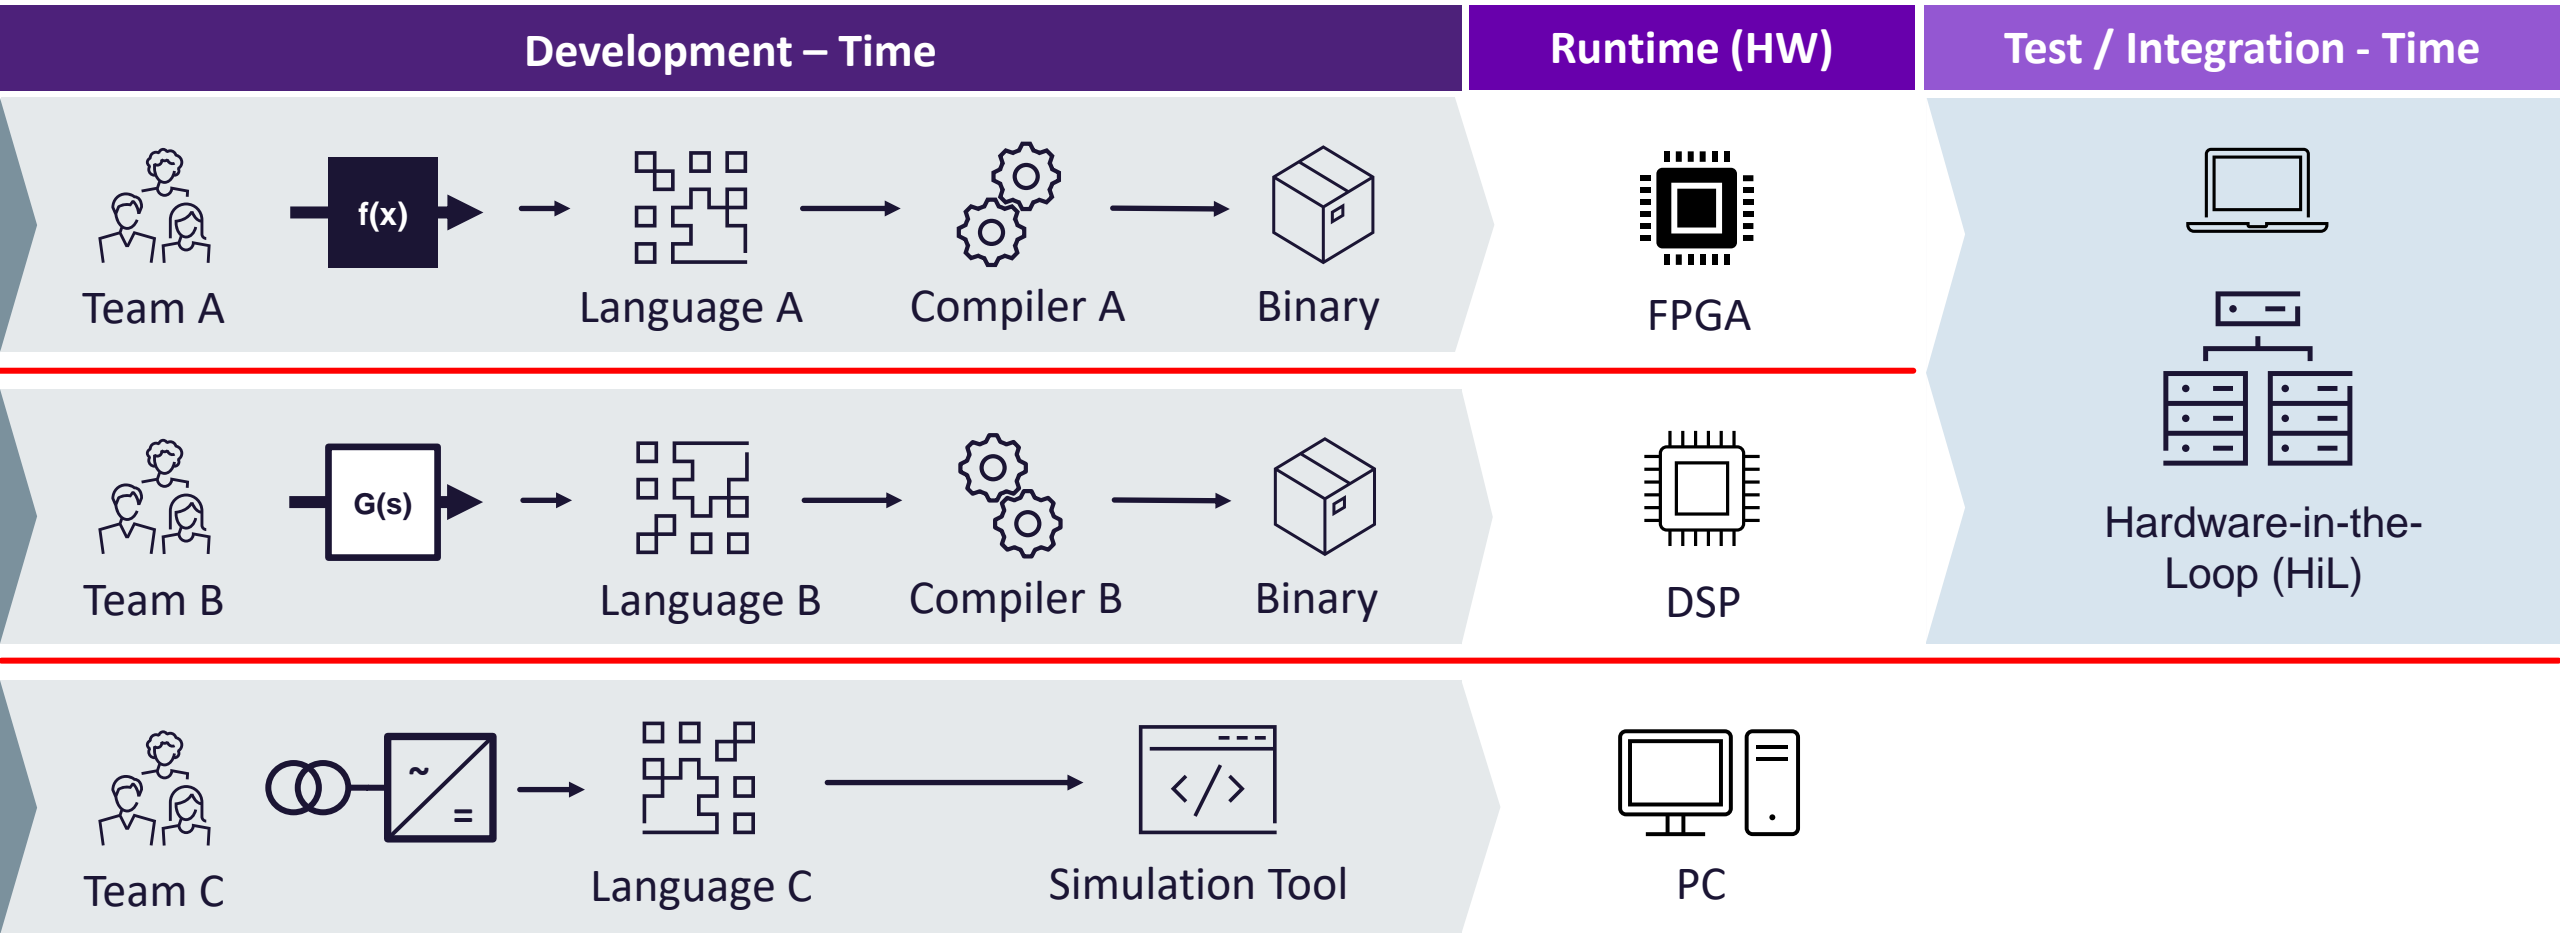 Development – Time
Runtime (HW)
Test / Integration - Time
f(x)
Team A
Language A
Compiler A
Binary
FPGA
G(s)
Team B
Language B
Compiler B
Binary
DSP
Hardware-in-the-
Loop (HiL)
~
=
</>
Team C
Language C
Simulation Tool
PC